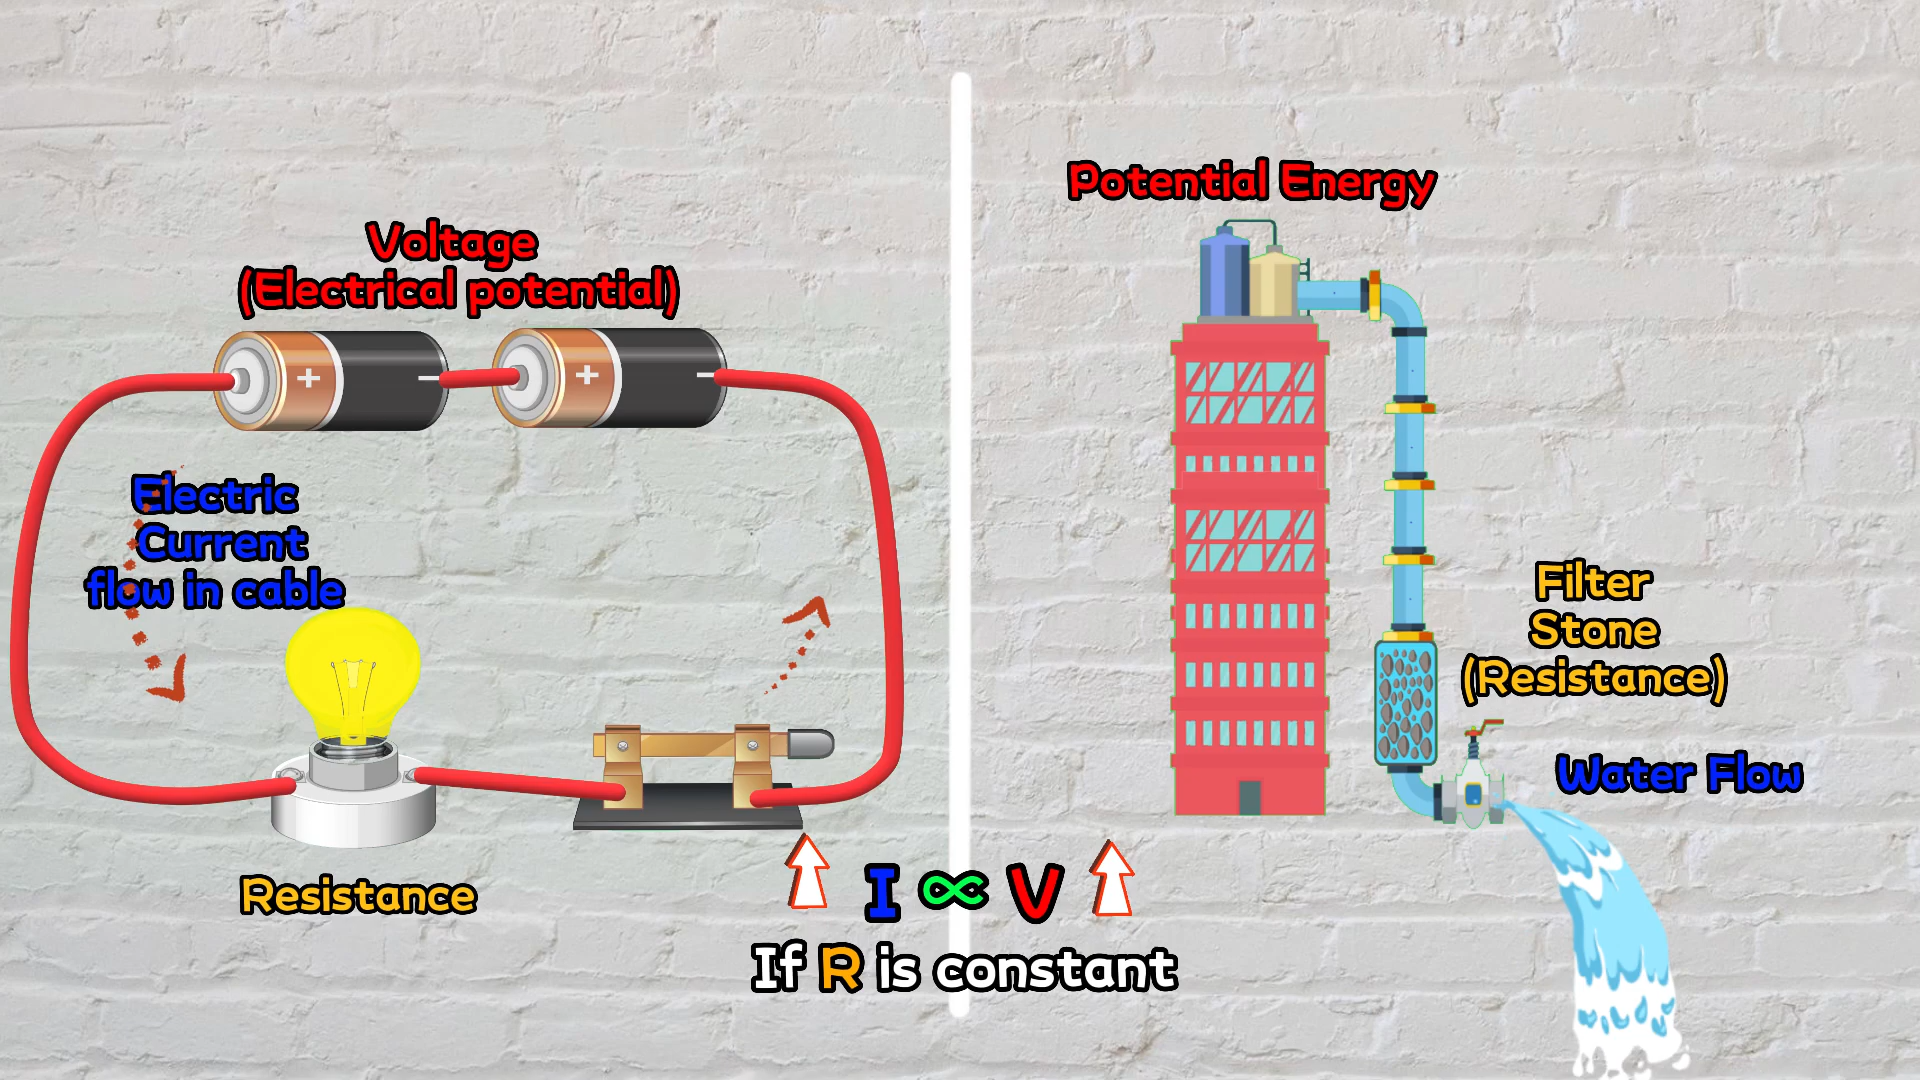 Voltage
(Electrical potential)
+ − + −
Electric
Current
flow in cable
Resistance
Potential Energy
Filter
Stone
(Resistance)
Water Flow
I ∝ V
If R is constant